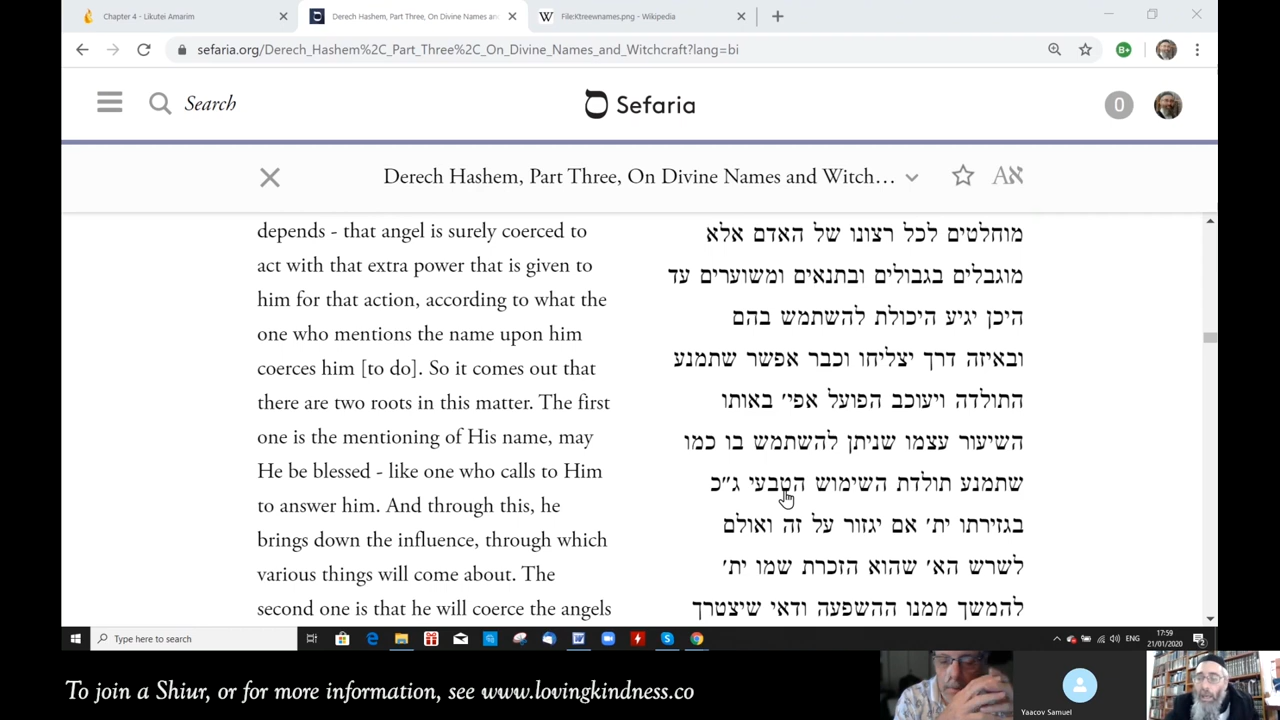 Chapter 4 - Likutei Amarim
Derech Hashem, Part Three, On Divine Names and
File:Ktreewnames.png - Wikipedia
sefaria.org/Derech_Hashem%2C_Part_Three%2C_On_Divine_Names_and_Witchcraft?lang=bi
B+
Search
Sefaria
0
Derech Hashem, Part Three, On Divine Names and Witch…
Aא
depends - that angel is surely coerced to
act with that extra power that is given to
him for that action, according to what the
one who mentions the name upon him
coerces him [to do]. So it comes out that
there are two roots in this matter. The first
one is the mentioning of His name, may
He be blessed - like one who calls to Him
to answer him. And through this, he
brings down the influence, through which
various things will come about. The
second one is that he will coerce the angels
מוחלטים לכל רצונו של האדם אלא
מוגבלים בגבולים ובתנאים ומשוערים עד
היכן יגיע היכולת להשתמש בהם
ובאיזה דרך יצליחו וכבר אפשר שתמנע
התולדה ויעוכב הפועל אפי׳ באותו
השיעור עצמו שניתן להשתמש בו כמו
שתמנע תולדת השימוש הטבעי ג״כ
בגזירתו ית׳ אם יגזור על זה ואולם
לשרש הא׳ שהוא הזכרת שמו ית׳
להמשך ממנו ההשפעה ודאי שיצטרך
Type here to search
ENG
17:59
21/01/2020
2
To join a Shiur, or for more information, see www.lovingkindness.co
Yaacov Samuel